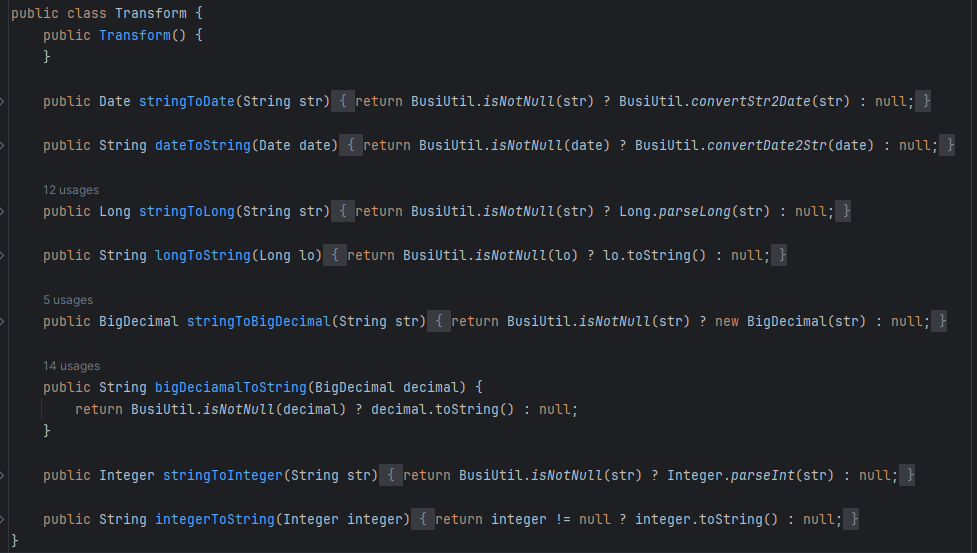 public class Transform {
public Transform() {
}
public Date stringToDate(String str) { return BusiUtil.isNotNull(str) ? BusiUtil.convertStr2Date(str) : null; }
public String dateToString(Date date) { return BusiUtil.isNotNull(date) ? BusiUtil.convertDate2Str(date) : null; }
12 usages
public Long stringToLong(String str) { return BusiUtil.isNotNull(str) ? Long.parseLong(str) : null; }
public String longToString(Long lo) { return BusiUtil.isNotNull(lo) ? lo.toString() : null; }
5 usages
public BigDecimal stringToBigDecimal(String str) { return BusiUtil.isNotNull(str) ? new BigDecimal(str) : null; }
14 usages
public String bigDeciamalToString(BigDecimal decimal) {
return BusiUtil.isNotNull(decimal) ? decimal.toString() : null;
}
public Integer stringToInteger(String str) { return BusiUtil.isNotNull(str) ? Integer.parseInt(str) : null; }
public String integerToString(Integer integer) { return integer != null ? integer.toString() : null; }
}